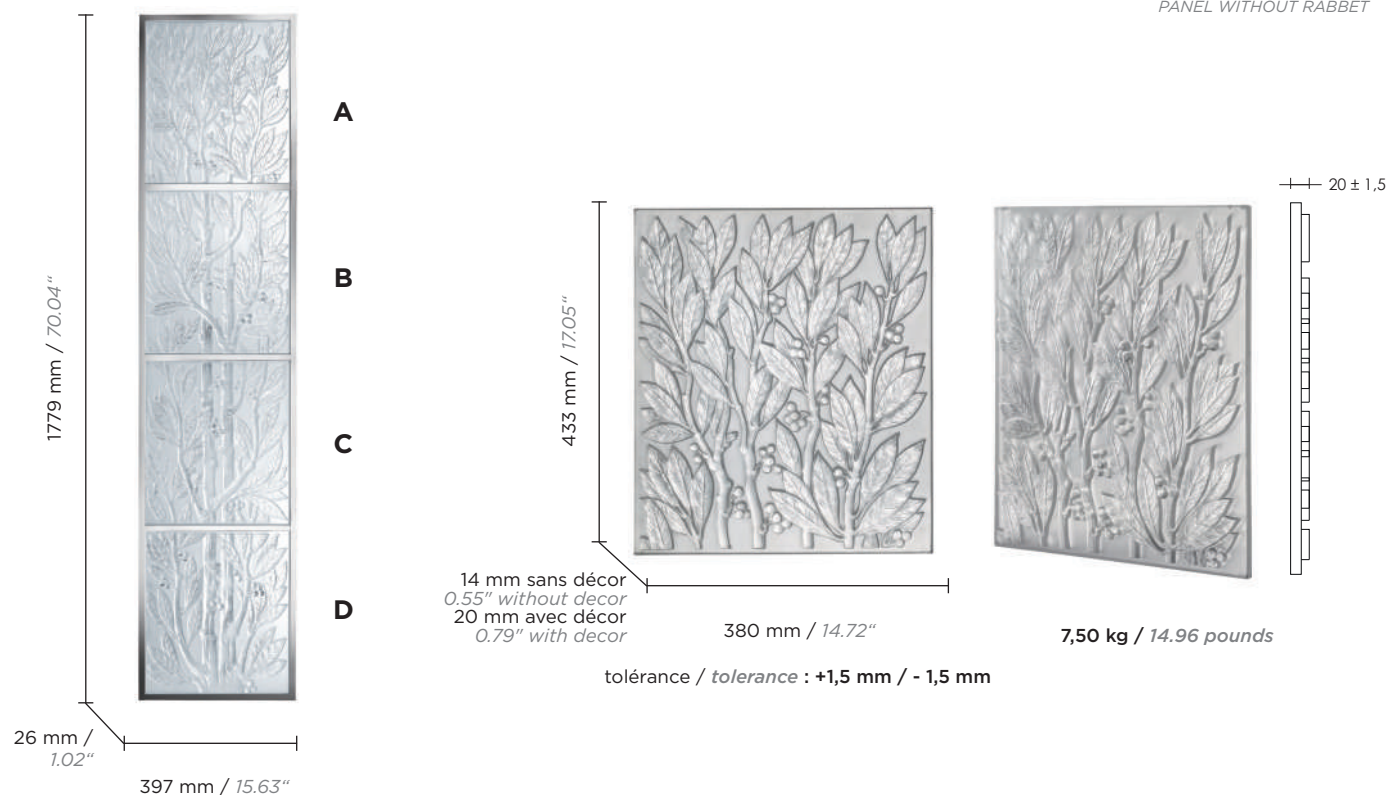 PANEL WITHOUT RABBET
A
B
C
D
1779 mm / 70.04“
26 mm /
1.02“
397 mm / 15.63“
433 mm / 17.05“
14 mm sans décor
0.55" without decor
20 mm avec décor
0.79" with decor
380 mm / 14.72“
tolérance / tolerance : +1,5 mm / - 1,5 mm
20 ± 1,5
7,50 kg / 14.96 pounds